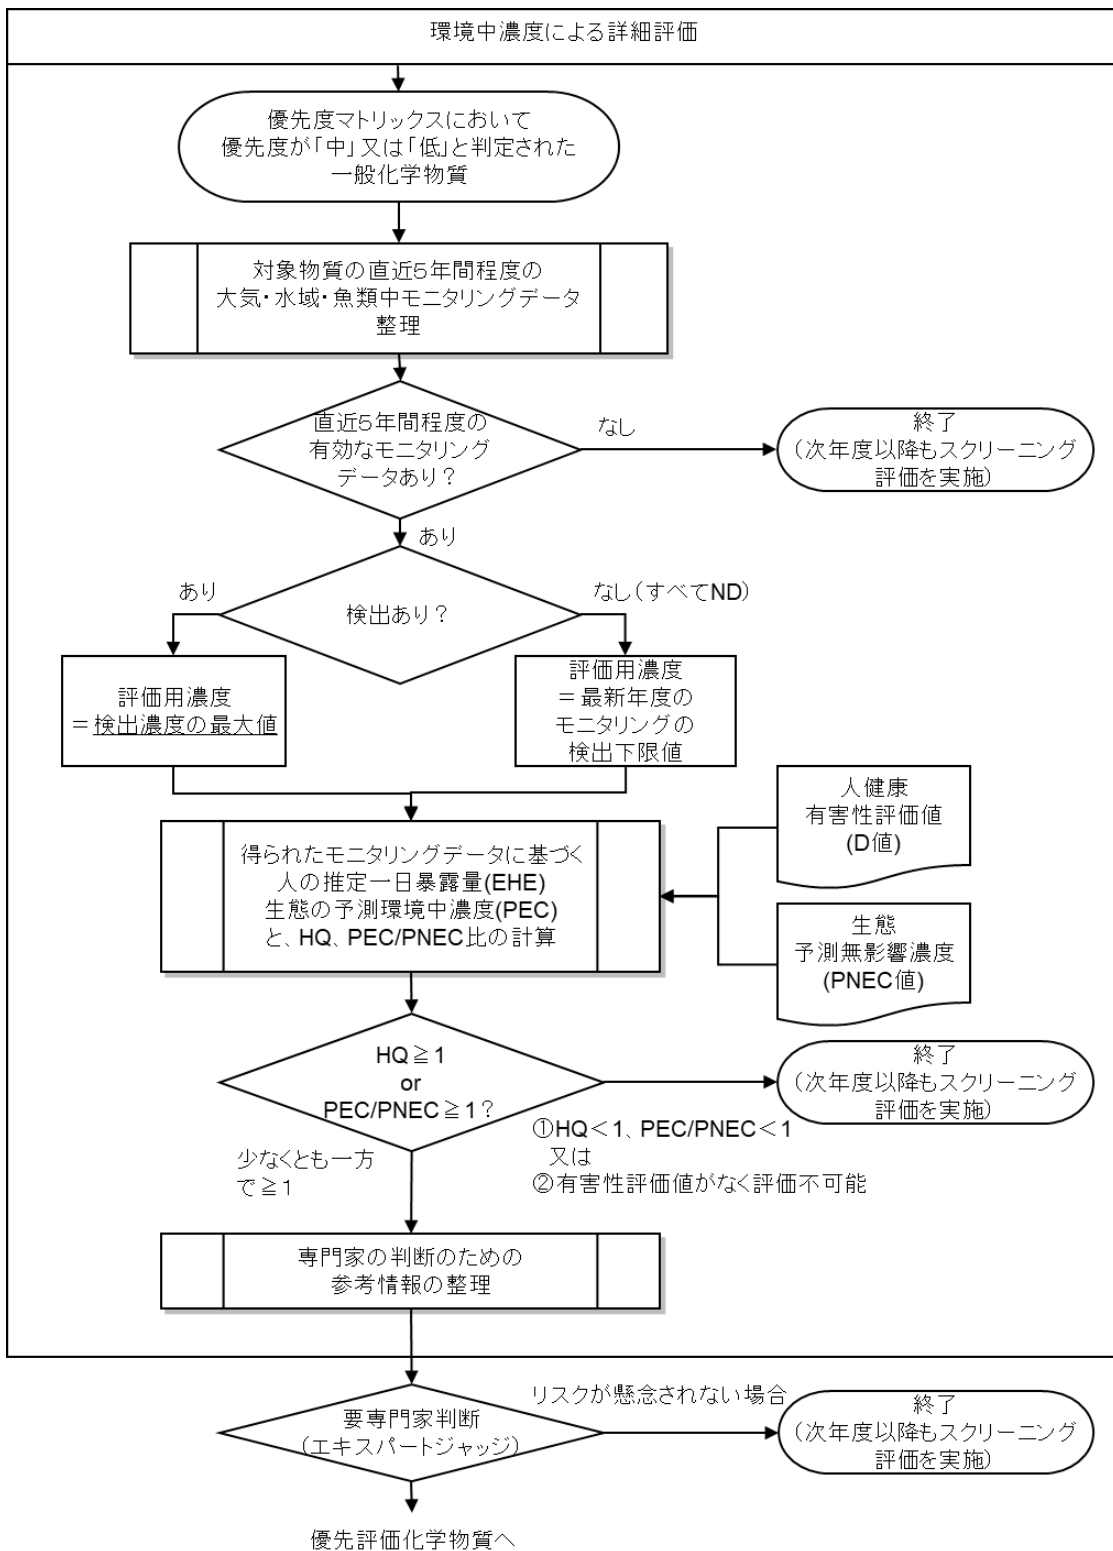 環境中濃度による詳細評価
優先度マトリックスにおいて
優先度が「中」又は「低」と判定された
一般化学物質
対象物質の直近5年間程度の
大気・水域・魚類中モニタリングデータ
整理
直近5年間程度の
有効なモニタリング
データあり？
なし
終了
(次年度以降もスクリーニング
評価を実施)
あり
検出あり？
あり
なし(すべてND)
評価用濃度
＝検出濃度の最大値
評価用濃度
＝最新年度の
モニタリングの
検出下限値
人健康
有害性評価値
(D値)
得られたモニタリングデータに基づく
人の推定一日暴露量(EHE)
生態の予測環境中濃度(PEC)
と、HQ、PEC/PNEC比の計算
生態
予測無影響濃度
(PNEC値)
HQ≧1
or
PEC/PNEC≧1？
終了
(次年度以降もスクリーニング
評価を実施)
①HQ＜1、PEC/PNEC＜1
又は
②有害性評価値がなく評価不可能
少なくとも一方
で≧1
専門家の判断のための
参考情報の整理
要専門家判断
(エキスパートジャッジ)
リスクが懸念されない場合
終了
(次年度以降もスクリーニング
評価を実施)
優先評価化学物質へ